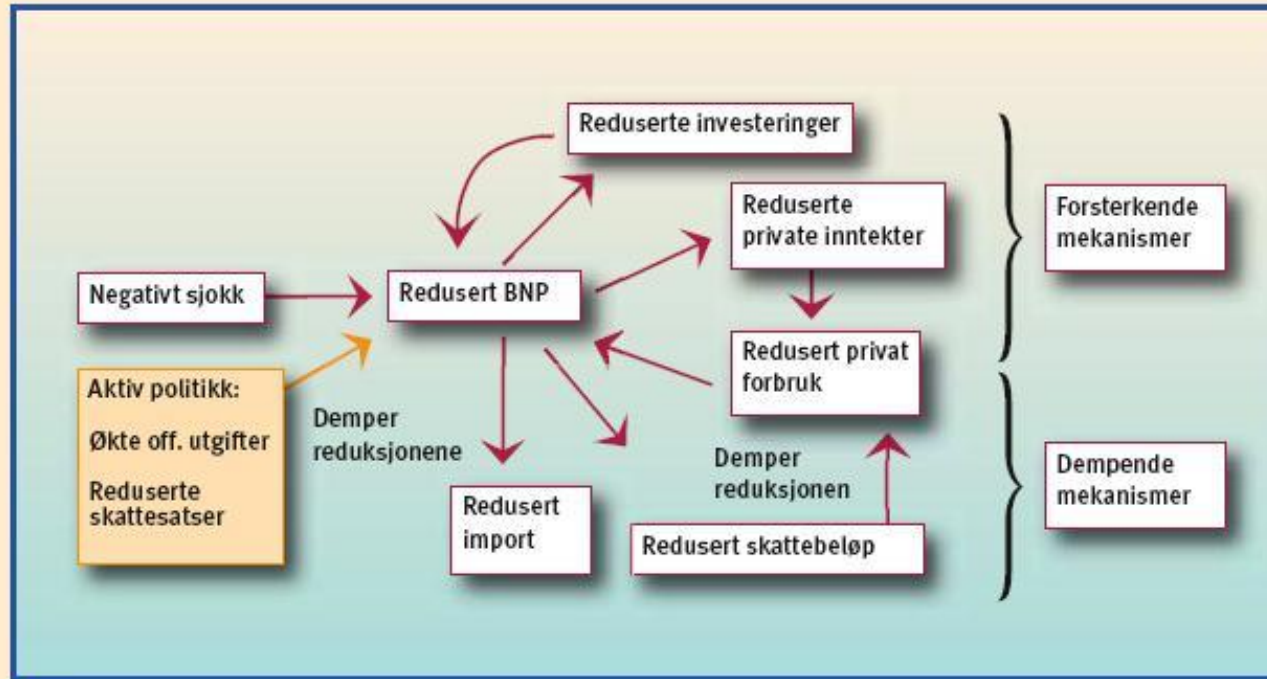 Reduserte investeringer
Reduserte
private inntekter
Forsterkende
mekanismer
Negativt sjokk
Redusert BNP
Redusert privat
forbruk
Aktiv politikk:
Økte off. utgifter
Reduserte
skattesatser
Demper
reduksjonene
Demper
reduksjonen
Dempende
mekanismer
Redusert
import
Redusert skattebeløp